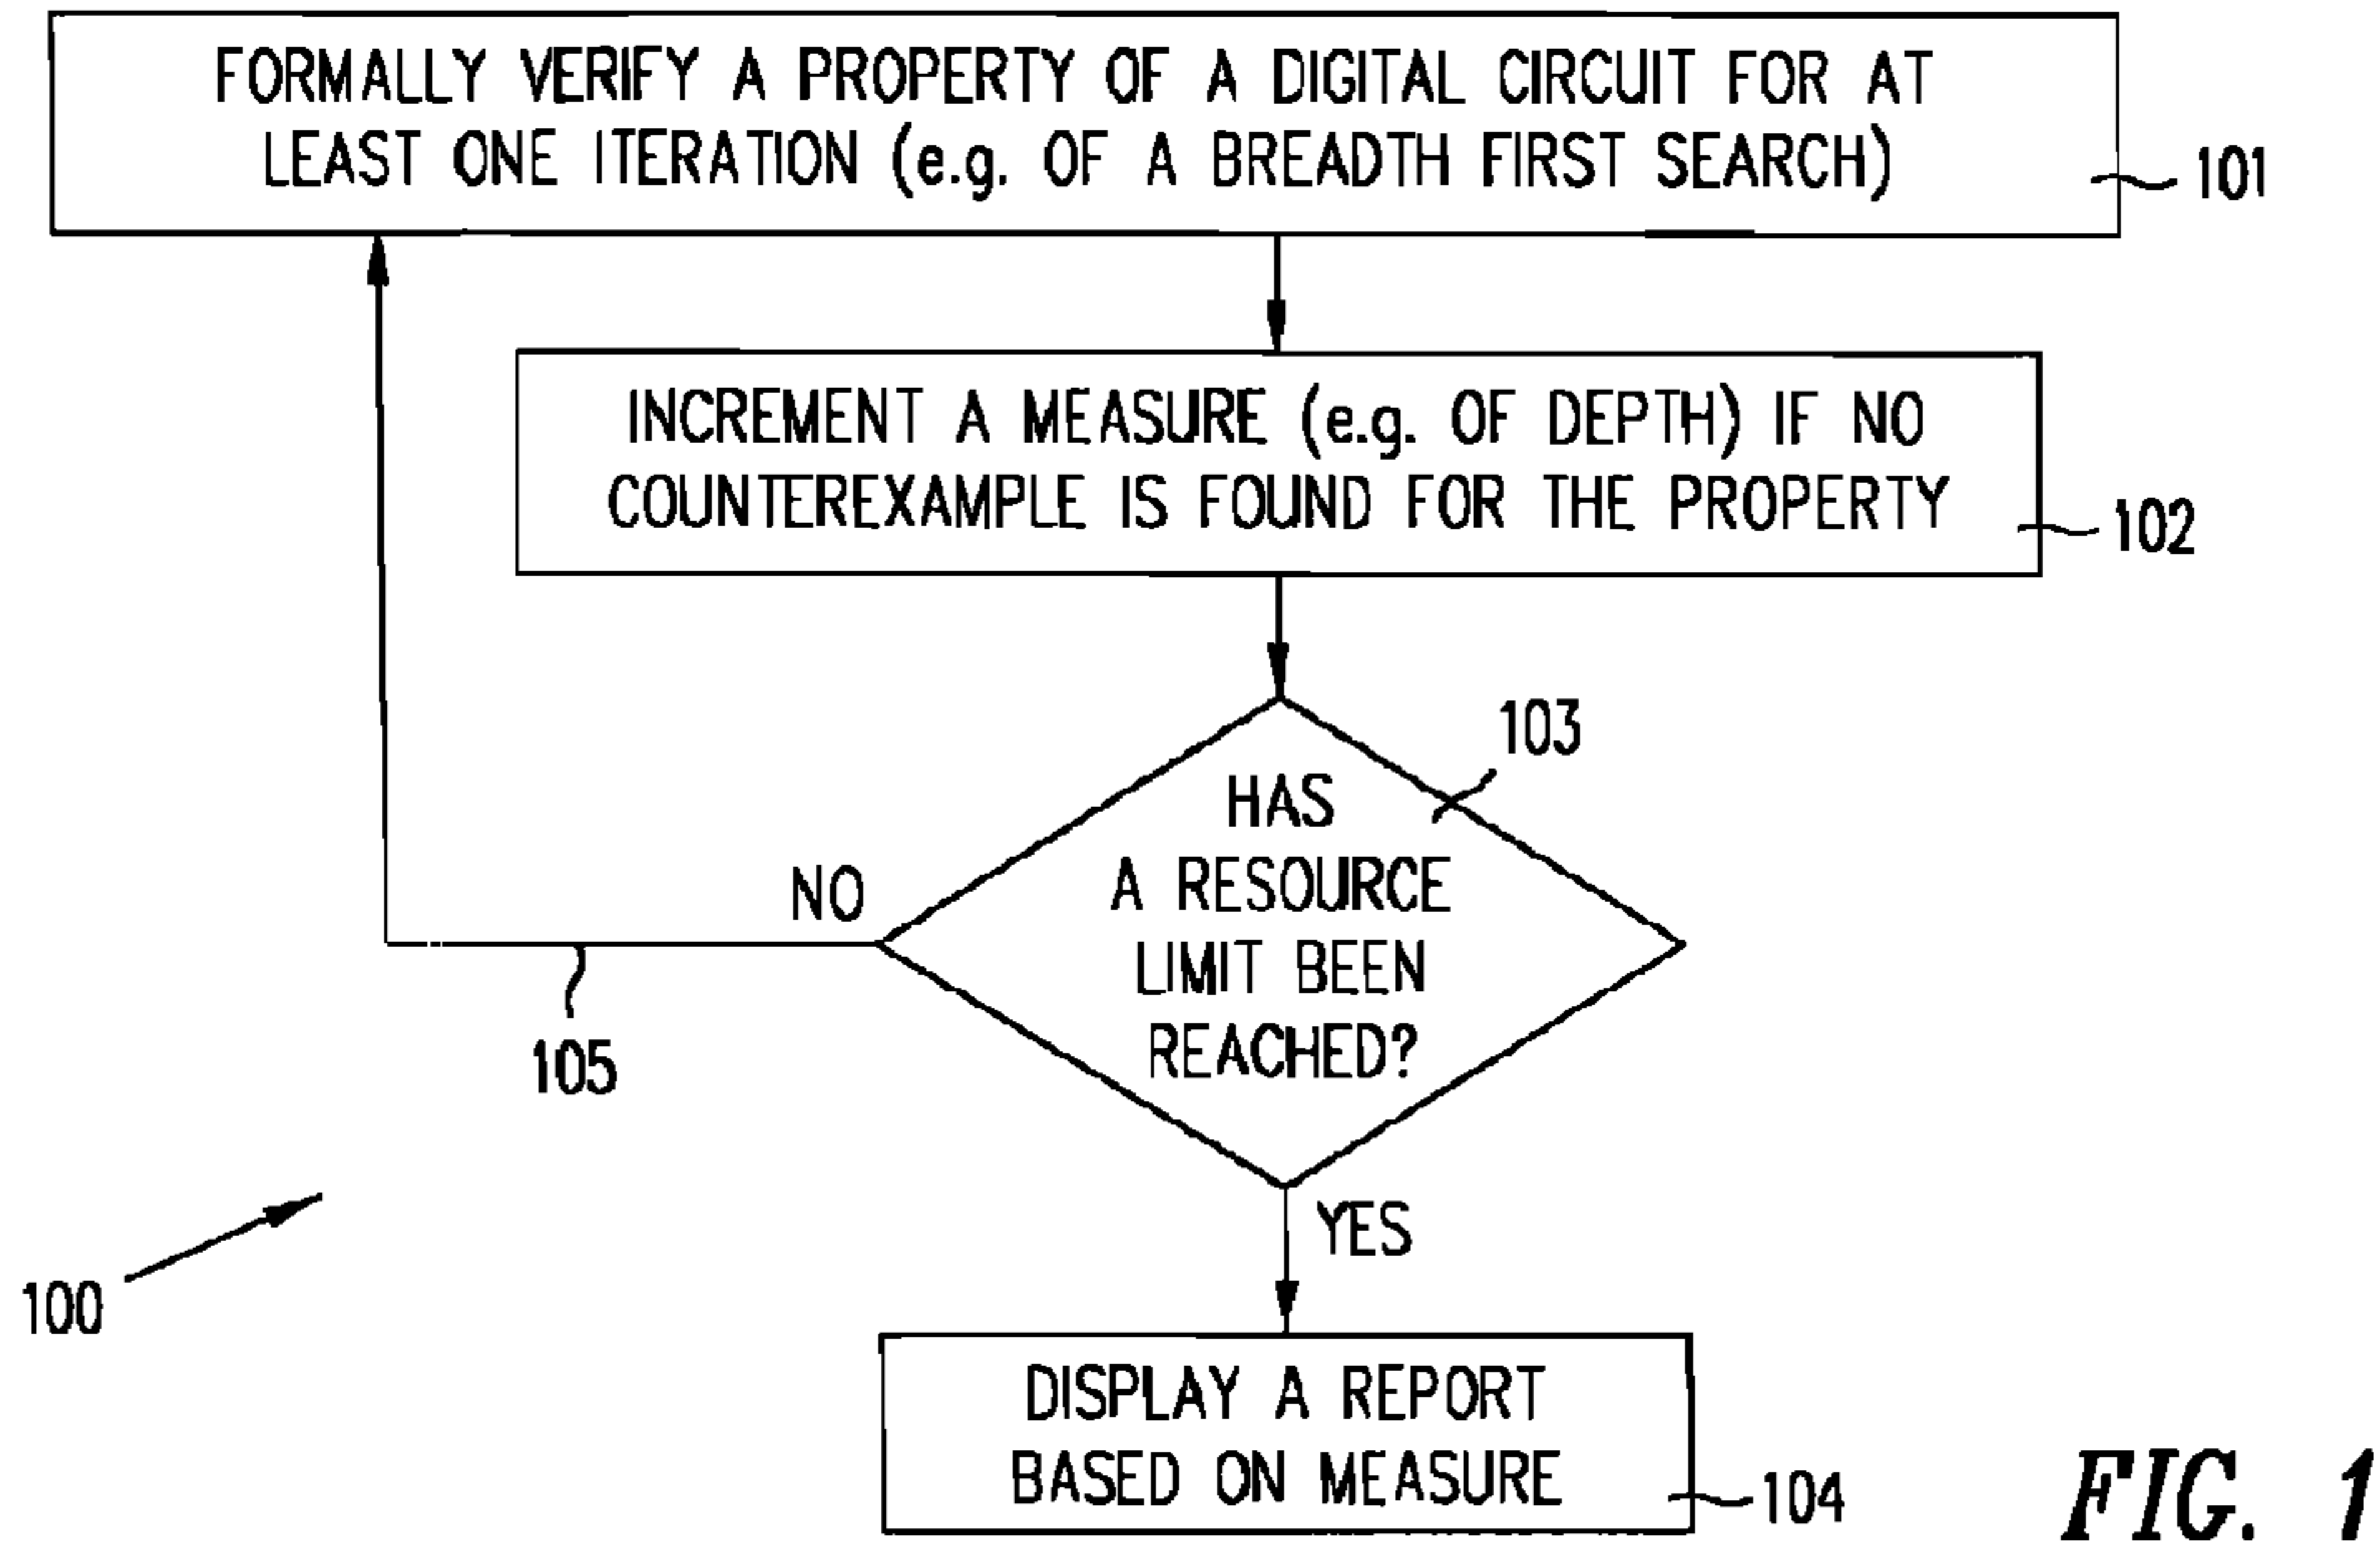 FORMALLY VERIFY A PROPERTY OF A DIGITAL CIRCUIT FOR AT
LEAST ONE ITERATION (e.g. OF A BREADTH FIRST SEARCH)
101
INCREMENT A MEASURE (e.g. OF DEPTH) IF NO
COUNTEREXAMPLE IS FOUND FOR THE PROPERTY
102
103
HAS
A RESOURCE
LIMIT BEEN
REACHED?
NO
105
YES
100
DISPLAY A REPORT
BASED ON MEASURE
104
FIG. 1